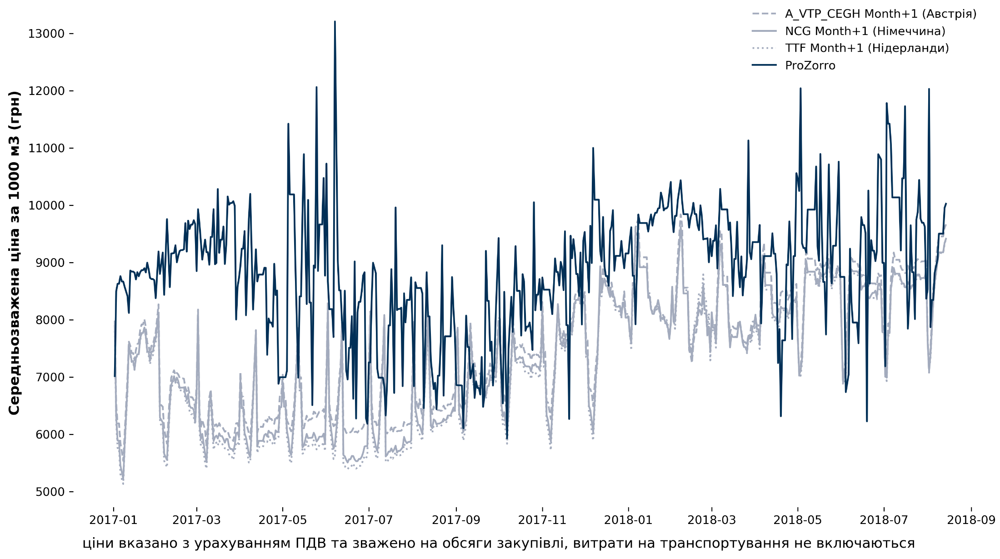 A_VTP_CEGH Month+1 (Австрія)
NCG Month+1 (Німеччина)
TTF Month+1 (Нідерланди)
ProZorro
Середньозважена ціна за 1000 м3 (грн)
13000
12000
11000
10000
9000
8000
7000
6000
5000
2017-01 2017-03 2017-05 2017-07 2017-09 2017-11 2018-01 2018-03 2018-05 2018-07 2018-09
ціни вказано з урахуванням ПДВ та зважено на обсяги закупівлі, витрати на транспортування не включаються